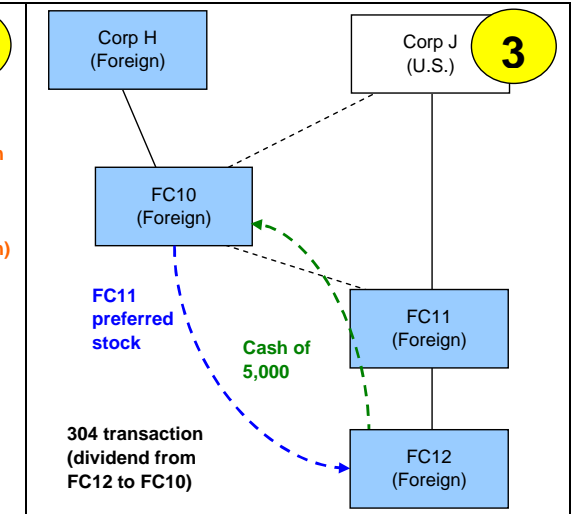 Corp H
(Foreign)
Corp J
(U.S.)
3
n
n)
FC10
(Foreign)
FC11
preferred
stock
Cash of
5,000
FC11
(Foreign)
304 transaction
(dividend from
FC12 to FC10)
FC12
(Foreign)